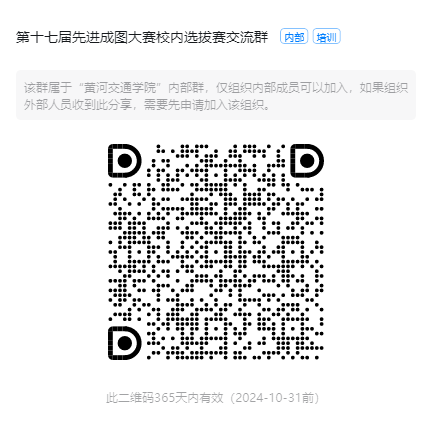 第十七届先进成图大赛校内选拔赛交流群 内部 培训
该群属于“黄河交通学院”内部群，仅组织内部成员可以加入，如果组织
外部人员收到此分享，需要先申请加入该组织。
此二维码365天内有效（2024-10-31前）